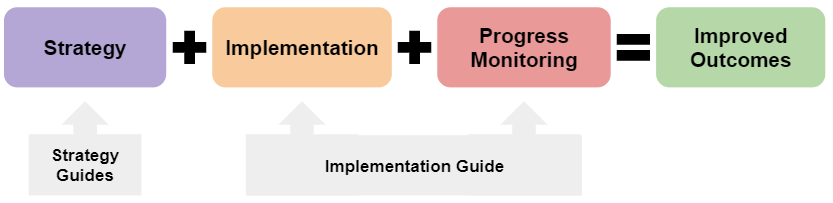 Strategy
Implementation
Progress
Monitoring
Improved
Outcomes
Strategy
Guides
Implementation Guide